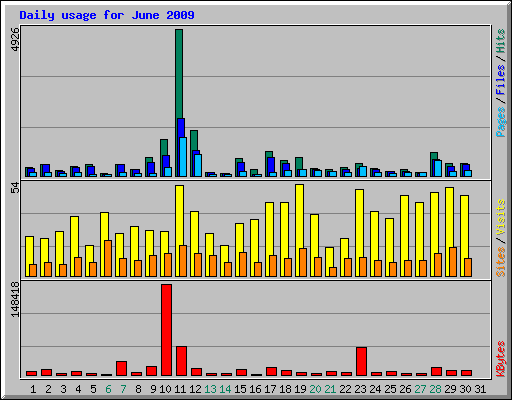 Daily usage for June 2009
4926
54
148418
Pages / Files / Hits
Sites / Visits
KBytes
1 2 3 4 5 6 7 8 9 10 11 12 13 14 15 16 17 18 19 20 21 22 23 24 25 26 27 28 29 30 31